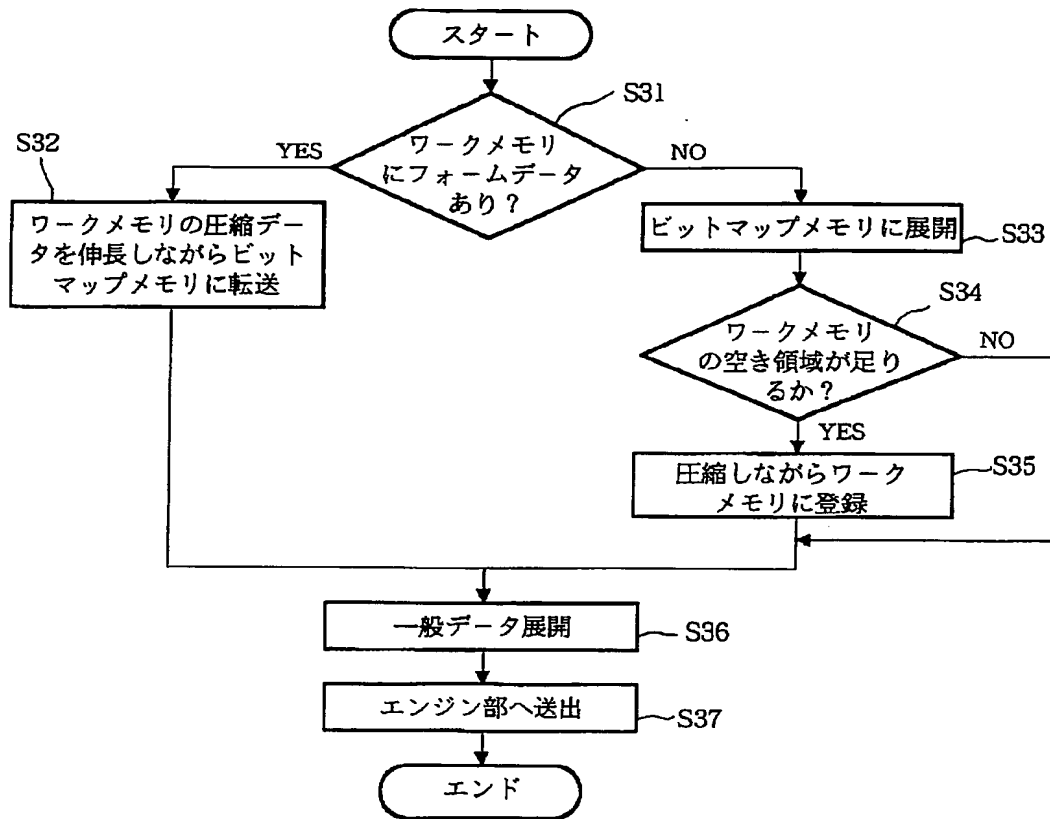 スタート
S31
ワークメモリ
にフォームデータ
あり？
YES
NO
S32
ワークメモリの圧縮デー
タを伸長しながらビット
マップメモリに転送
ビットマップメモリに展開
S33
S34
ワークメモリ
の空き領域が足り
るか？
NO
YES
圧縮しながらワーク
メモリに登録
S35
一般データ展開
S36
エンジン部へ送出
S37
エンド